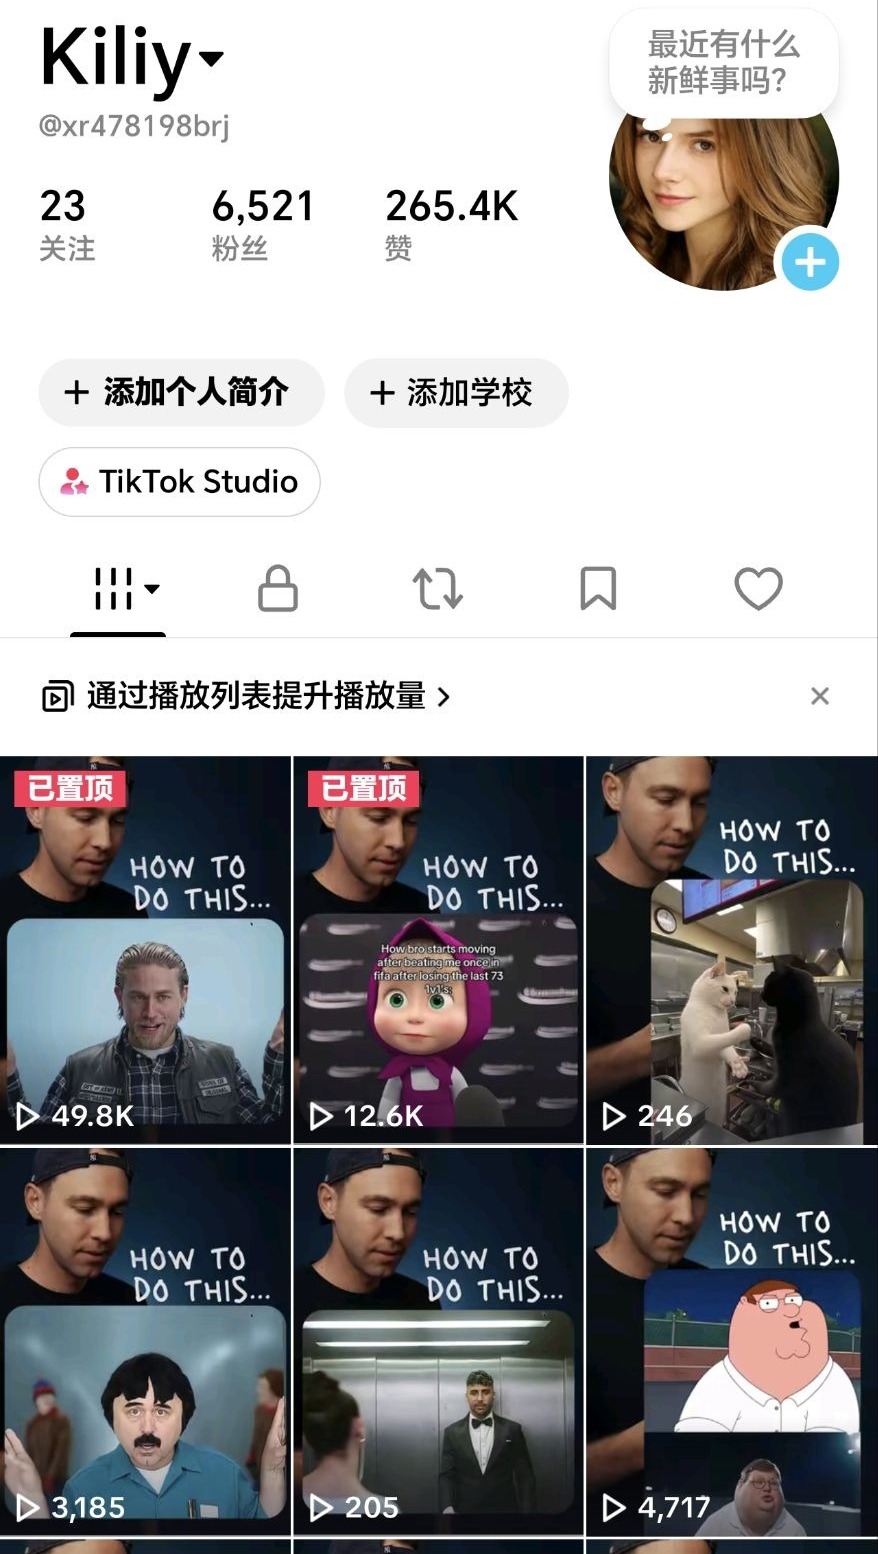 Kiliy
最近有什么
新鲜事吗?
@xr478198brj
23
6,521
265.4K
关注
粉丝
赞
+ 添加个人简介
+ 添加学校
TikTok Studio
通过播放列表提升播放量 >
已置顶
HOW TO
DO THIS...
49.8K
已置顶
HOW TO
DO THIS...
How bro starts moving
after beating me once in
fifa after losing the last 73
1v1's:
12.6K
HOW TO
DO THIS...
246
HOW TO
DO THIS...
3,185
HOW TO
DO THIS...
205
HOW TO
DO THIS...
4,717